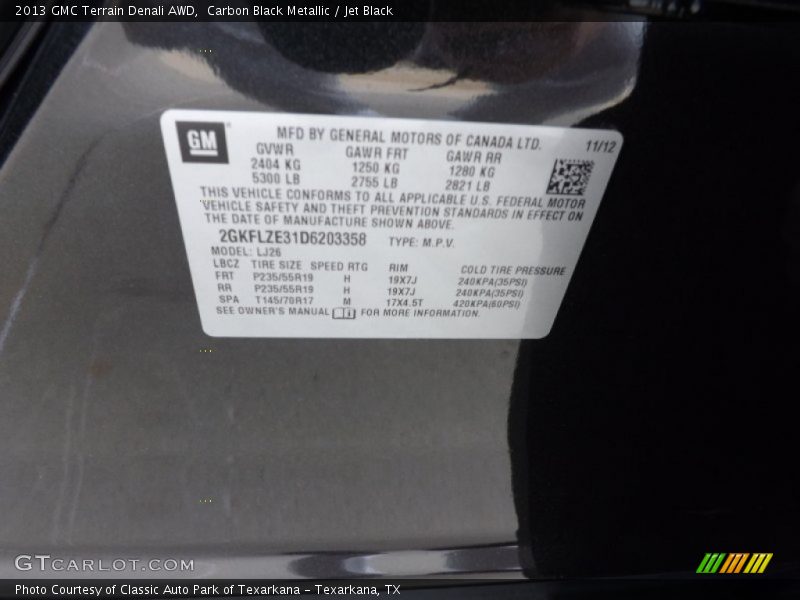 2013 GMC Terrain Denali AWD, Carbon Black Metallic / Jet Black
GM
MFD BY GENERAL MOTORS OF CANADA LTD. 11/12
GVWR GAWR FRT GAWR RR
2404 KG 1250 KG 1280 KG
5300 LB 2755 LB 2821 LB
THIS VEHICLE CONFORMS TO ALL APPLICABLE U.S. FEDERAL MOTOR
VEHICLE SAFETY AND THEFT PREVENTION STANDARDS IN EFFECT ON
THE DATE OF MANUFACTURE SHOWN ABOVE.
2GKFLZE31D6203358 TYPE: M.P.V.
MODEL: LJ26
LBCZ TIRE SIZE SPEED RTG RIM COLD TIRE PRESSURE
FRT P235/55R19 H 19X7J 240KPA(35PSI)
RR P235/55R19 H 19X7J 240KPA(35PSI)
SPA T145/70R17 M 17X4.5T 420KPA(60PSI)
SEE OWNER'S MANUAL FOR MORE INFORMATION.
GTCARLOT.COM
Photo Courtesy of Classic Auto Park of Texarkana – Texarkana, TX